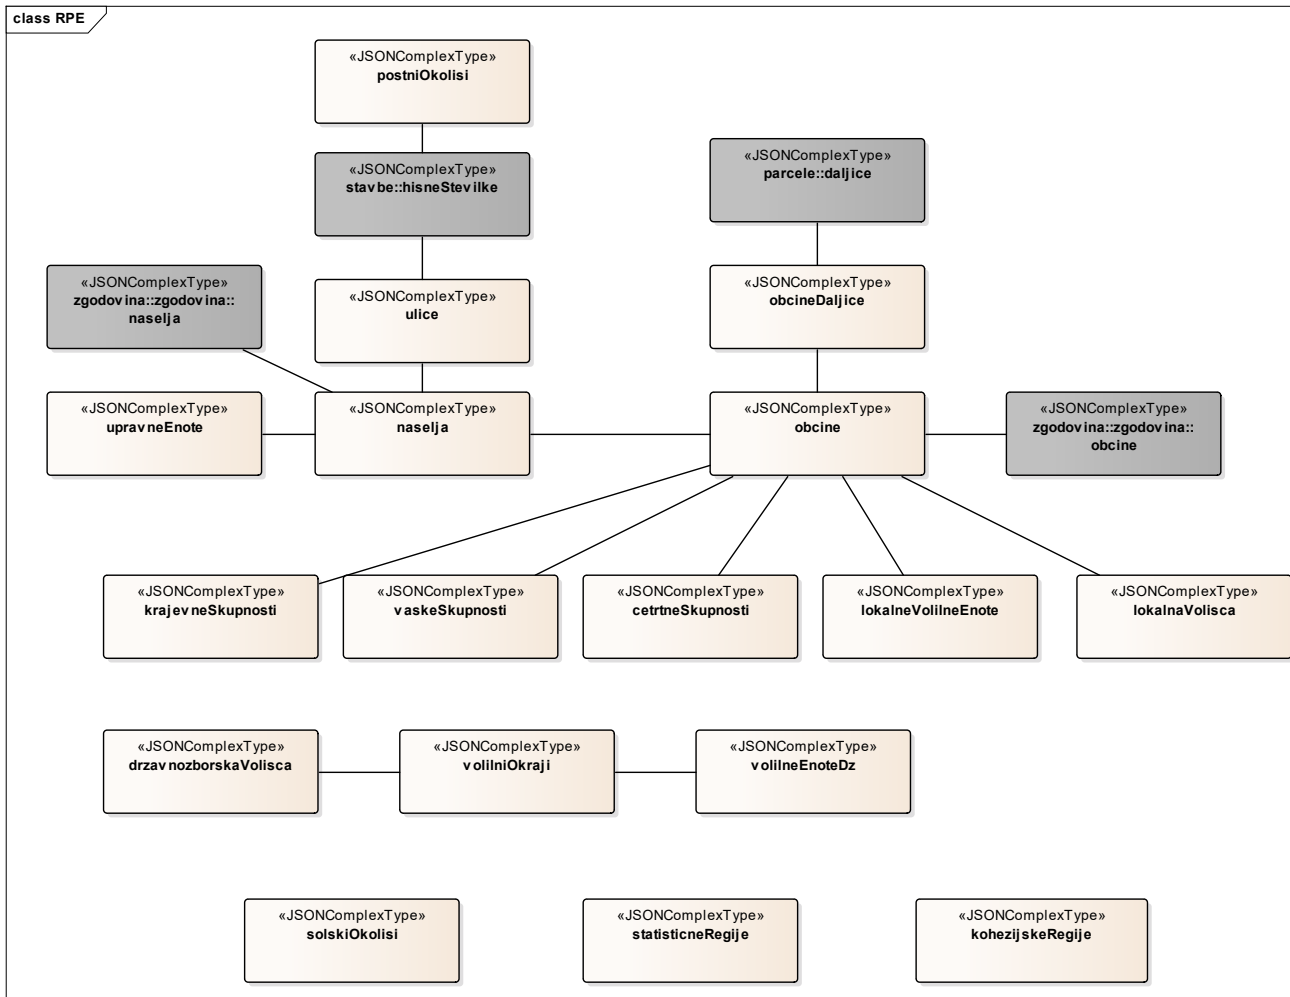 class RPE
«JSONComplexType»
postniOkolisi
«JSONComplexType»
stavbe::hisneStevilke
«JSONComplexType»
parcele::daljice
«JSONComplexType»
zgodovina::zgodovina::
naselja
«JSONComplexType»
ulice
«JSONComplexType»
obcineDaljice
«JSONComplexType»
upravneEnote
«JSONComplexType»
naselja
«JSONComplexType»
obcine
«JSONComplexType»
zgodovina::zgodovina::
obcine
«JSONComplexType»
krajevneSkupnosti
«JSONComplexType»
vaskeSkupnosti
«JSONComplexType»
cetrtneSkupnosti
«JSONComplexType»
lokalneVolilneEnote
«JSONComplexType»
lokalnaVolisca
«JSONComplexType»
drzavnozborskaVolisca
«JSONComplexType»
volilniOkraji
«JSONComplexType»
volilneEnoteDz
«JSONComplexType»
solskiOkolisi
«JSONComplexType»
statisticneRegije
«JSONComplexType»
kohezijskeRegije